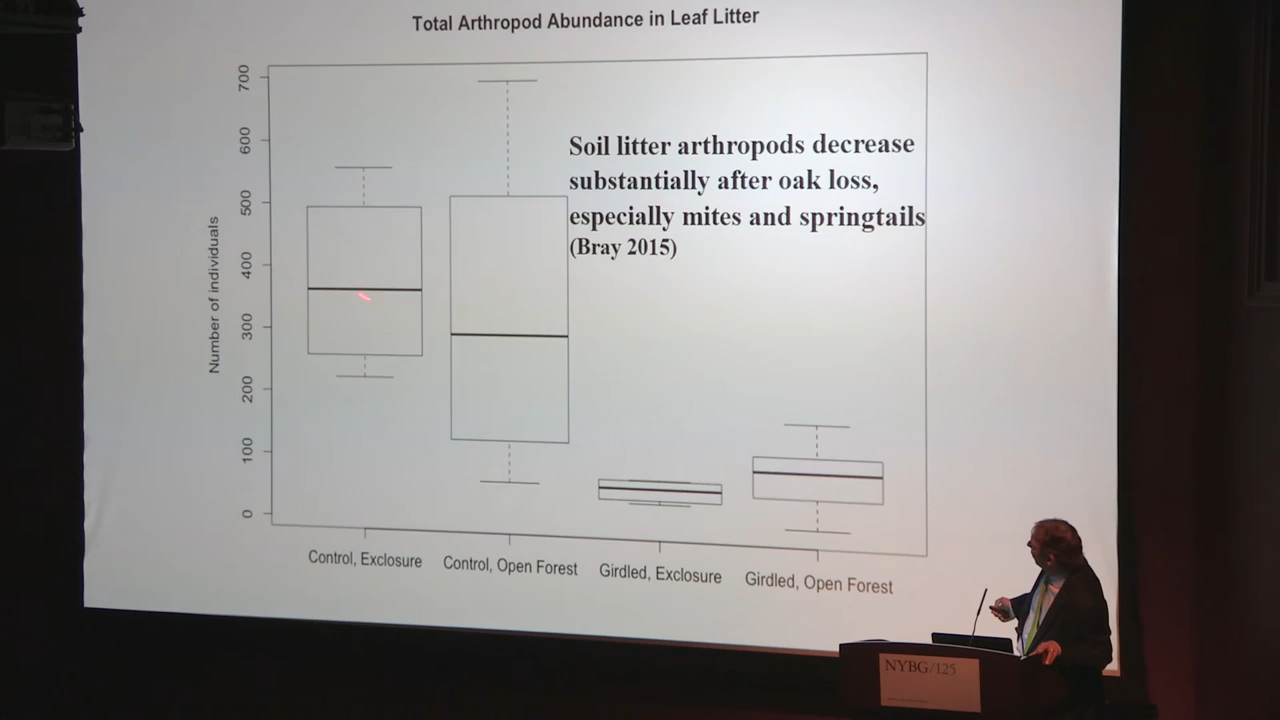 Total Arthropod Abundance in Leaf Litter
Soil litter arthropods decrease
substantially after oak loss,
especially mites and springtails
(Bray 2015)
Number of individuals
700
600
500
400
300
200
100
0
Control, Exclosure
Control, Open Forest
Girdled, Exclosure
Girdled, Open Forest
NYBG/125